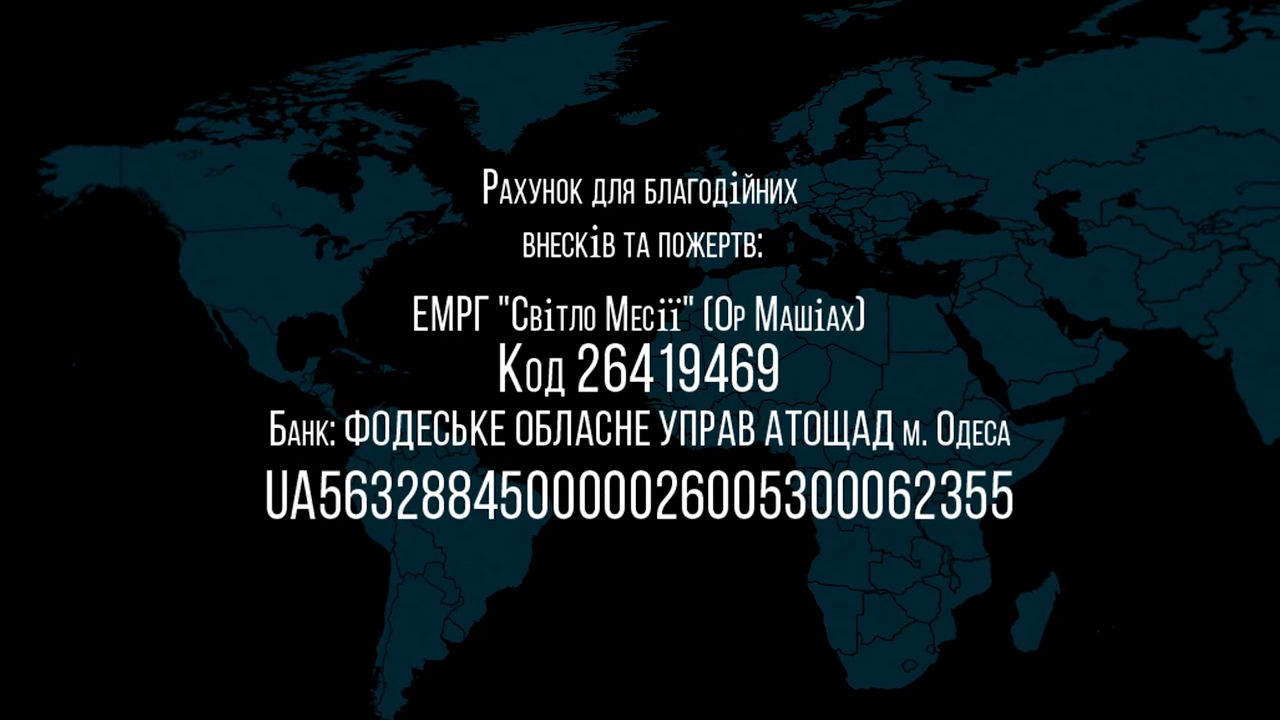 Рахунок для благодійних
внесків та пожертв:
ЕМРГ "Світло Месії" (Ор Машіах)
Код 26419469
Банк: ФОДЕСЬКЕ ОБЛАСНЕ УПРАВ АТОЩАД м. Одеса
UA563288450000026005300062355